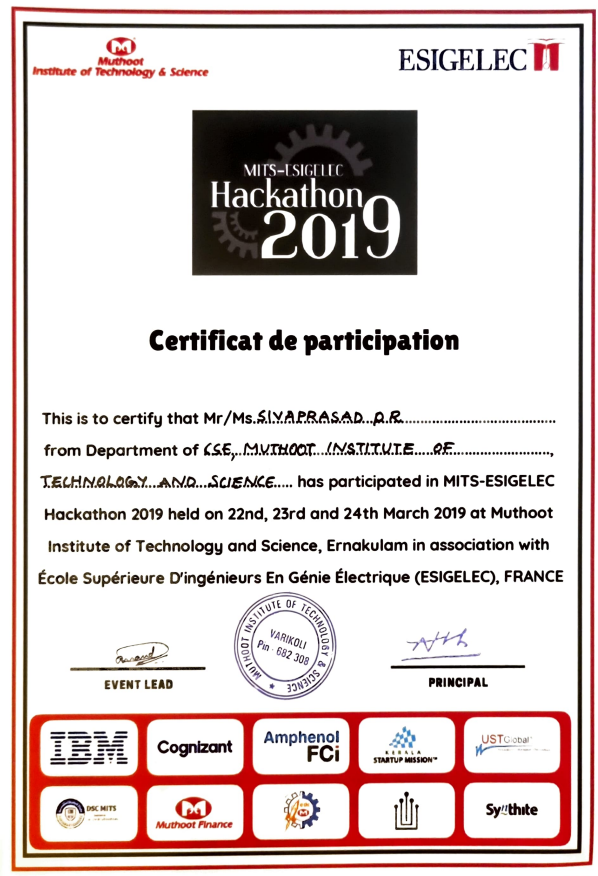 Muthoot
Institute of Technology & Science
ESIGELEC
MITS-ESIGELEC
Hackathon
2019
Certificat de participation
This is to certify that Mr/Ms. SIVAPRASAD P.R
from Department of CSE, MUTHOOT INSTITUTE OF ,
TECHNOLOGY AND SCIENCE has participated in MITS-ESIGELEC
Hackathon 2019 held on 22nd, 23rd and 24th March 2019 at Muthoot
Institute of Technology and Science, Ernakulam in association with
École Supérieure D'ingénieurs En Génie Électrique (ESIGELEC), FRANCE
MUTHOOT INSTITUTE OF TECHNOLOGY & SCIENCE
VARIKOLI
Pin - 682 308
EVENT LEAD
PRINCIPAL
IBM
Cognizant
Amphenol
FCi
KERALA
STARTUP MISSION™
UST Global
DSC MITS
Muthoot Finance
Synthite